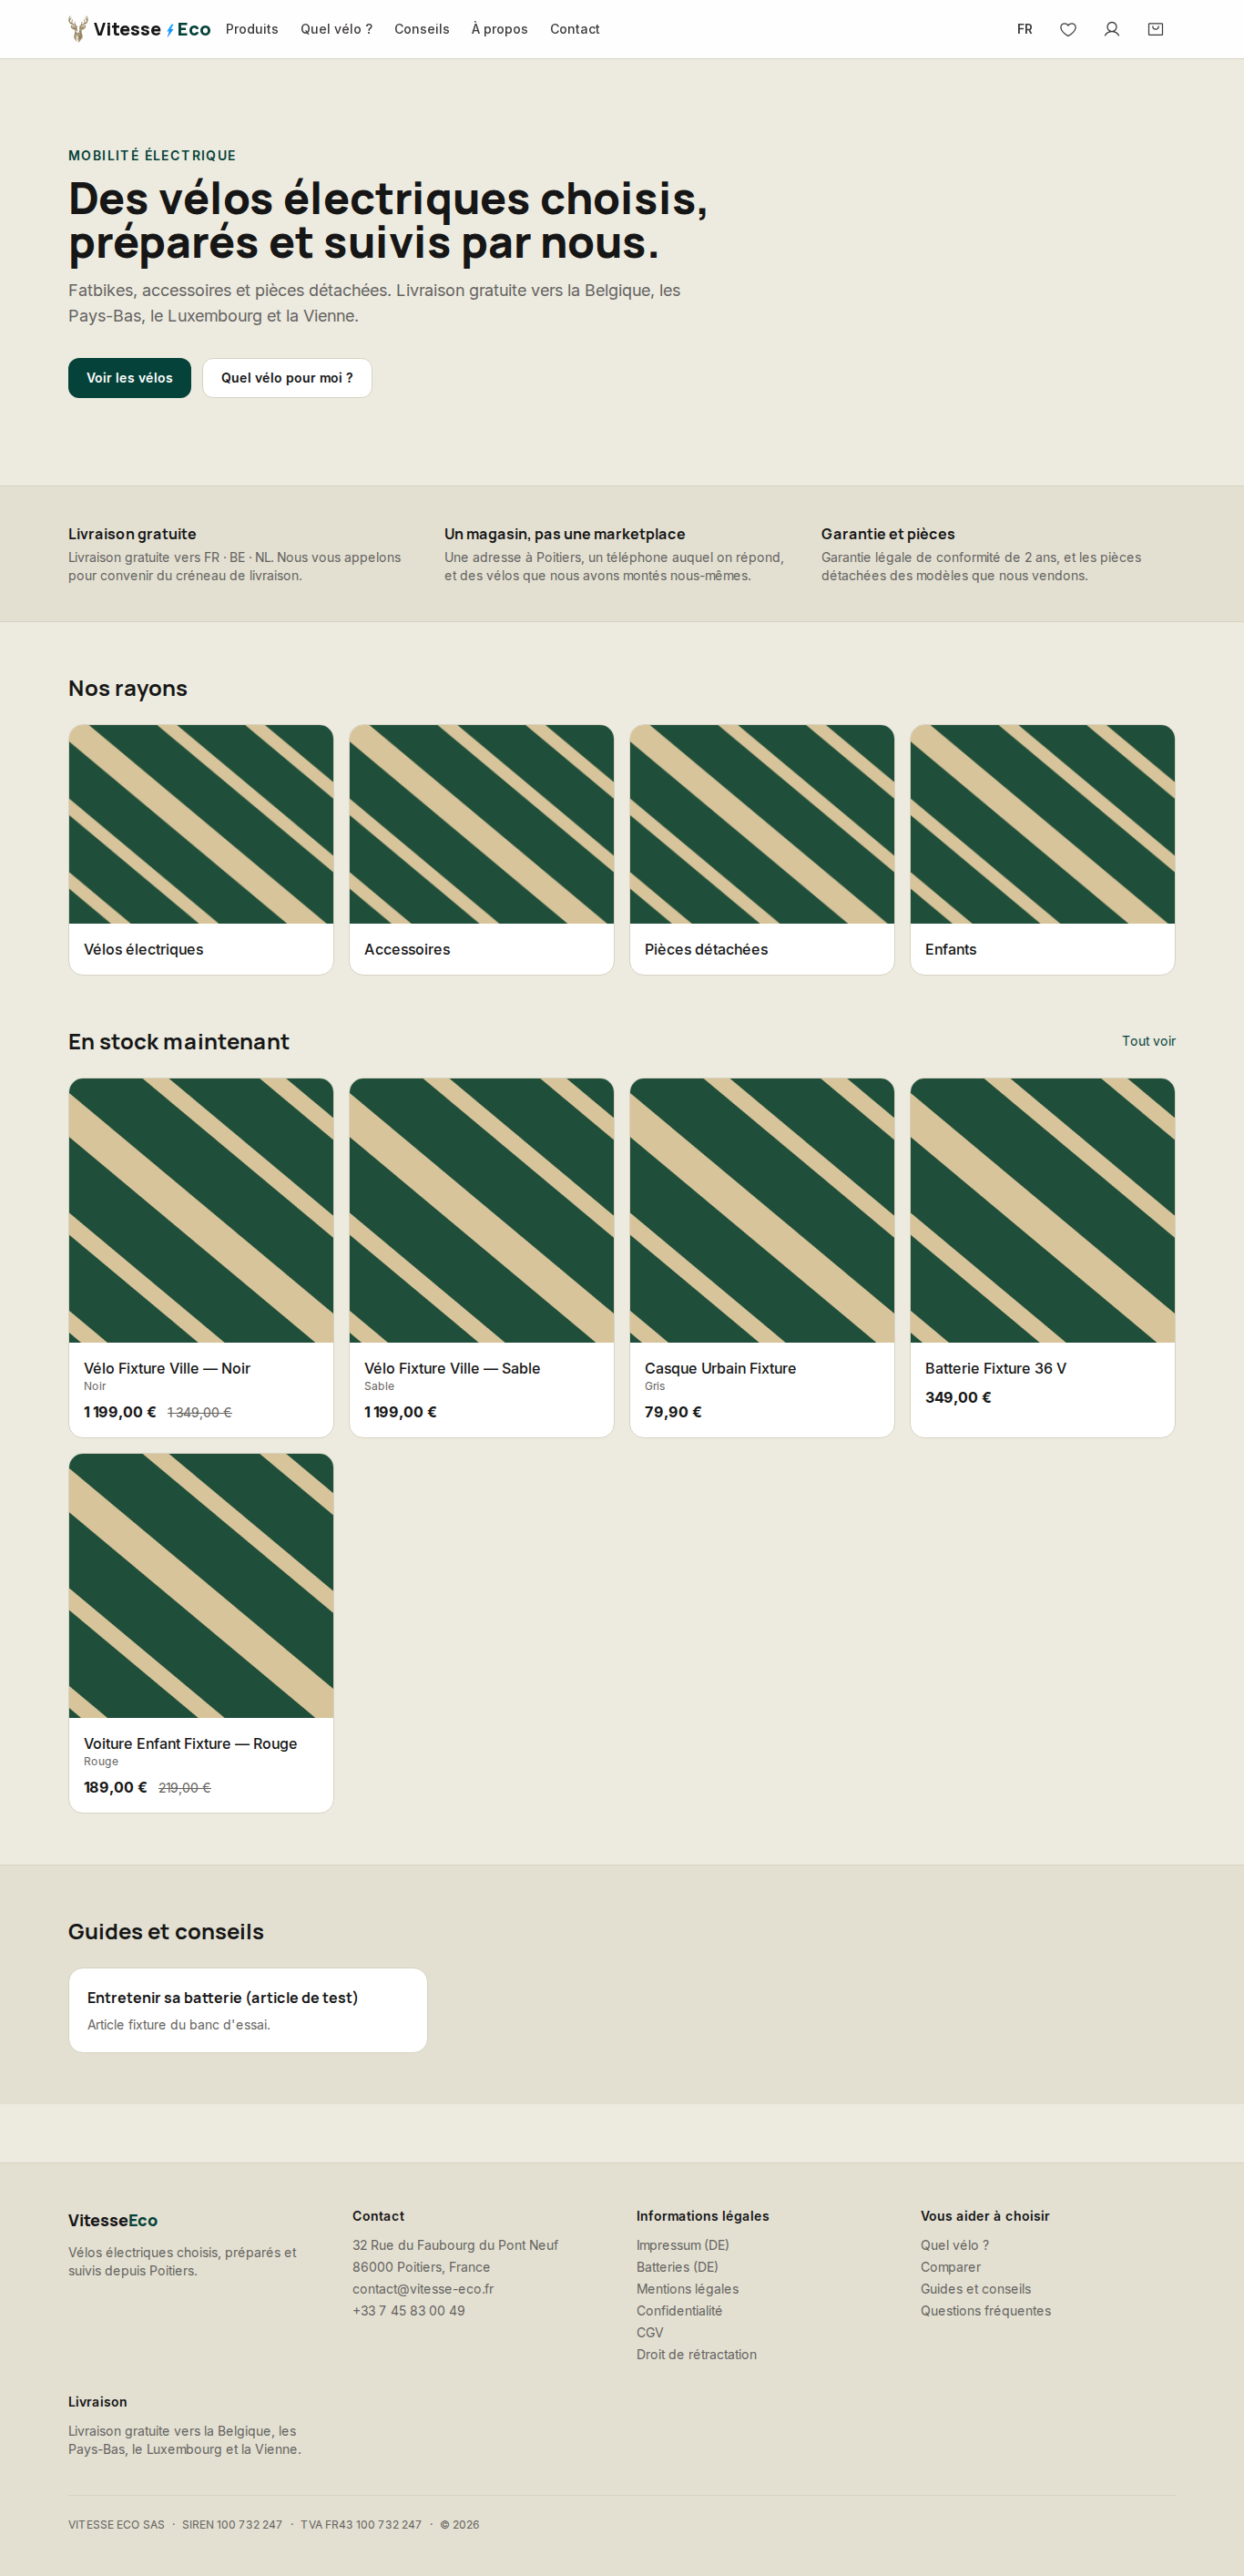 Vitesse Eco
Produits
Quel vélo ?
Conseils
À propos
Contact
FR
MOBILITÉ ÉLECTRIQUE
Des vélos électriques choisis,
préparés et suivis par nous.
Fatbikes, accessoires et pièces détachées. Livraison gratuite vers la Belgique, les
Pays-Bas, le Luxembourg et la Vienne.
Voir les vélos
Quel vélo pour moi ?
Livraison gratuite
Livraison gratuite vers FR · BE · NL. Nous vous appelons
pour convenir du créneau de livraison.
Un magasin, pas une marketplace
Une adresse à Poitiers, un téléphone auquel on répond,
et des vélos que nous avons montés nous-mêmes.
Garantie et pièces
Garantie légale de conformité de 2 ans, et les pièces
détachées des modèles que nous vendons.
Nos rayons
Vélos électriques
Accessoires
Pièces détachées
Enfants
En stock maintenant
Tout voir
Vélo Fixture Ville — Noir
Noir
1 199,00 € 1 349,00 €
Vélo Fixture Ville — Sable
Sable
1 199,00 €
Casque Urbain Fixture
Gris
79,90 €
Batterie Fixture 36 V
349,00 €
Voiture Enfant Fixture — Rouge
Rouge
189,00 € 219,00 €
Guides et conseils
Entretenir sa batterie (article de test)
Article fixture du banc d'essai.
VitesseEco
Vélos électriques choisis, préparés et
suivis depuis Poitiers.
Contact
32 Rue du Faubourg du Pont Neuf
86000 Poitiers, France
contact@vitesse-eco.fr
+33 7 45 83 00 49
Informations légales
Impressum (DE)
Batteries (DE)
Mentions légales
Confidentialité
CGV
Droit de rétractation
Vous aider à choisir
Quel vélo ?
Comparer
Guides et conseils
Questions fréquentes
Livraison
Livraison gratuite vers la Belgique, les
Pays-Bas, le Luxembourg et la Vienne.
VITESSE ECO SAS · SIREN 100 732 247 · TVA FR43 100 732 247 · © 2026